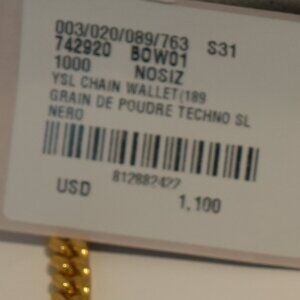 003/020/089/763 S31
742920 BOW01
1000 NOSIZ
YSL CHAIN WALLET(189
GRAIN DE POUDRE TECHNO SL
NERO
812882422
USD 1,100